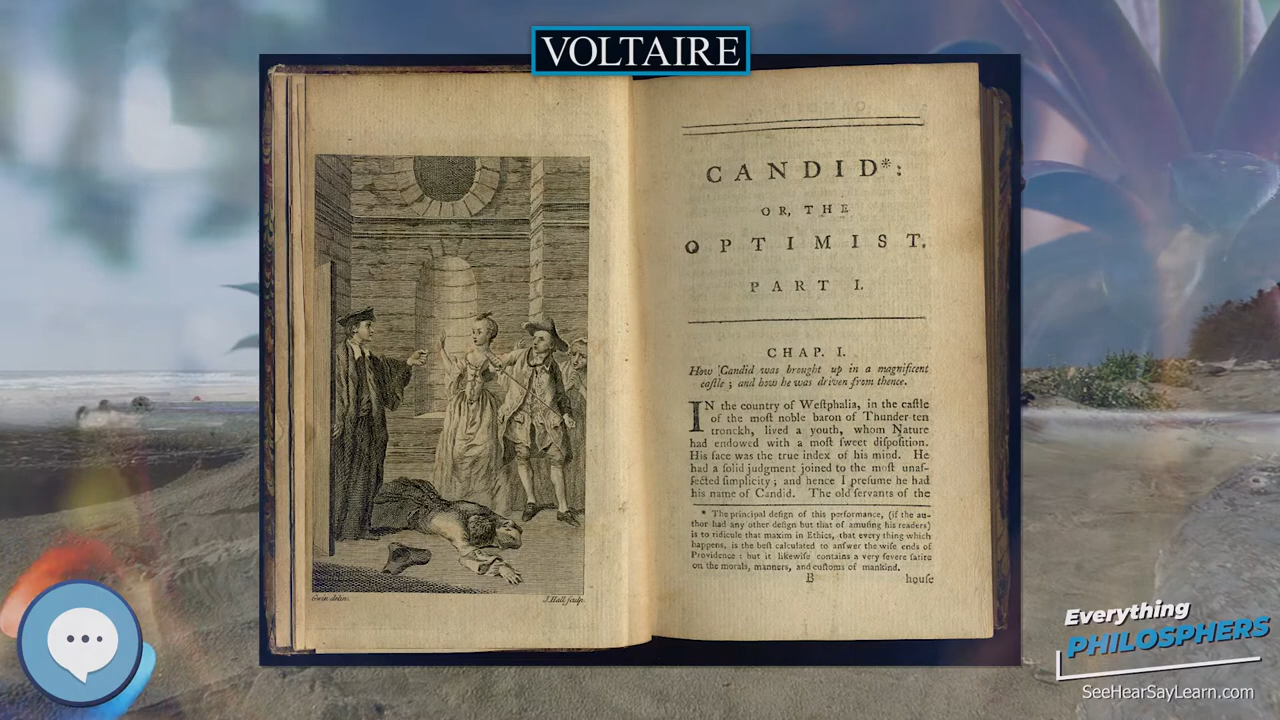 VOLTAIRE
CANDID*:
OR, THE
OPTIMIST.
PART I.
CHAP. I.
How Candid was brought up in a magnificent
caſtle ; and how he was driven from thence.
IN the country of Weſtphalia, in the caſtle
of the moſt noble baron of Thunder-ten
tronckh, lived a youth, whom Nature
had endowed with a moſt ſweet diſpoſition.
His face was the true index of his mind. He
had a ſolid judgment joined to the moſt unaf-
fected ſimplicity ; and hence I preſume he had
his name of Candid. The old ſervants of the
* The principal deſign of this performance, (if the au-
thor had any other deſign but that of amuſing his readers)
is to ridicule that maxim in Ethics, that every thing which
happens, is the beſt calculated to anſwer the wiſe ends of
Providence : but it likewiſe contains a very ſevere ſatire
on the morals, manners, and cuſtoms of mankind.
B house
J. Hall ſculp.
Everything
PHILOSPHERS
SeeHearSayLearn.com